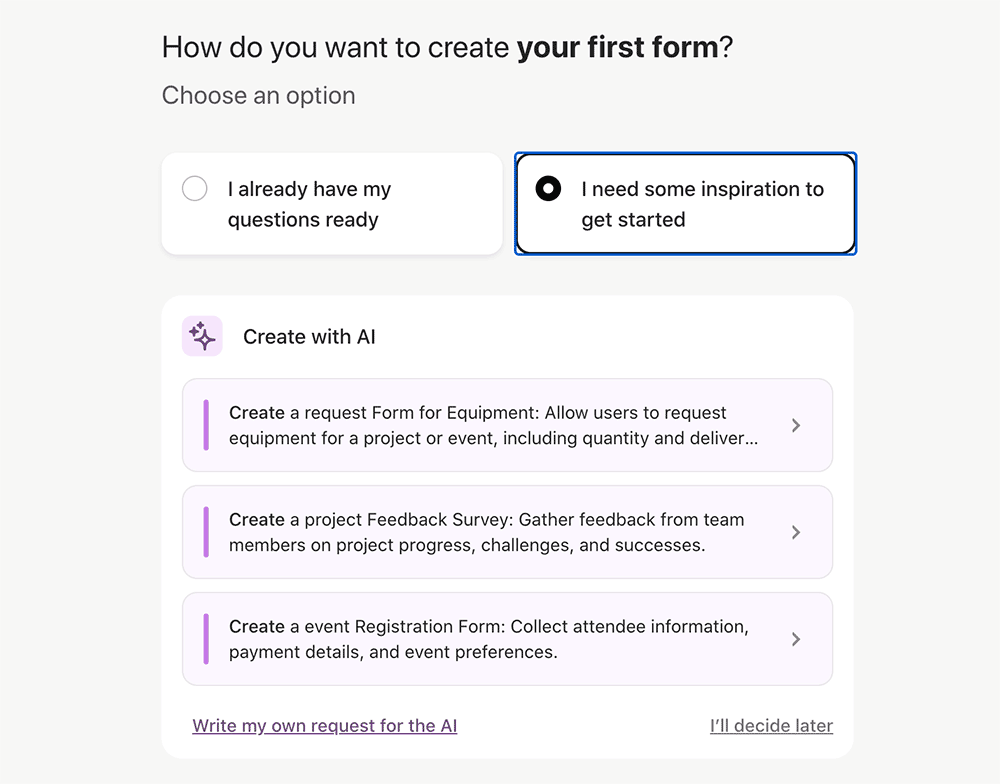 How do you want to create your first form?
Choose an option
I already have my
questions ready
I need some inspiration to
get started
Create with AI
Create a request Form for Equipment: Allow users to request
equipment for a project or event, including quantity and deliver...
Create a project Feedback Survey: Gather feedback from team
members on project progress, challenges, and successes.
Create a event Registration Form: Collect attendee information,
payment details, and event preferences.
Write my own request for the AI
I’ll decide later